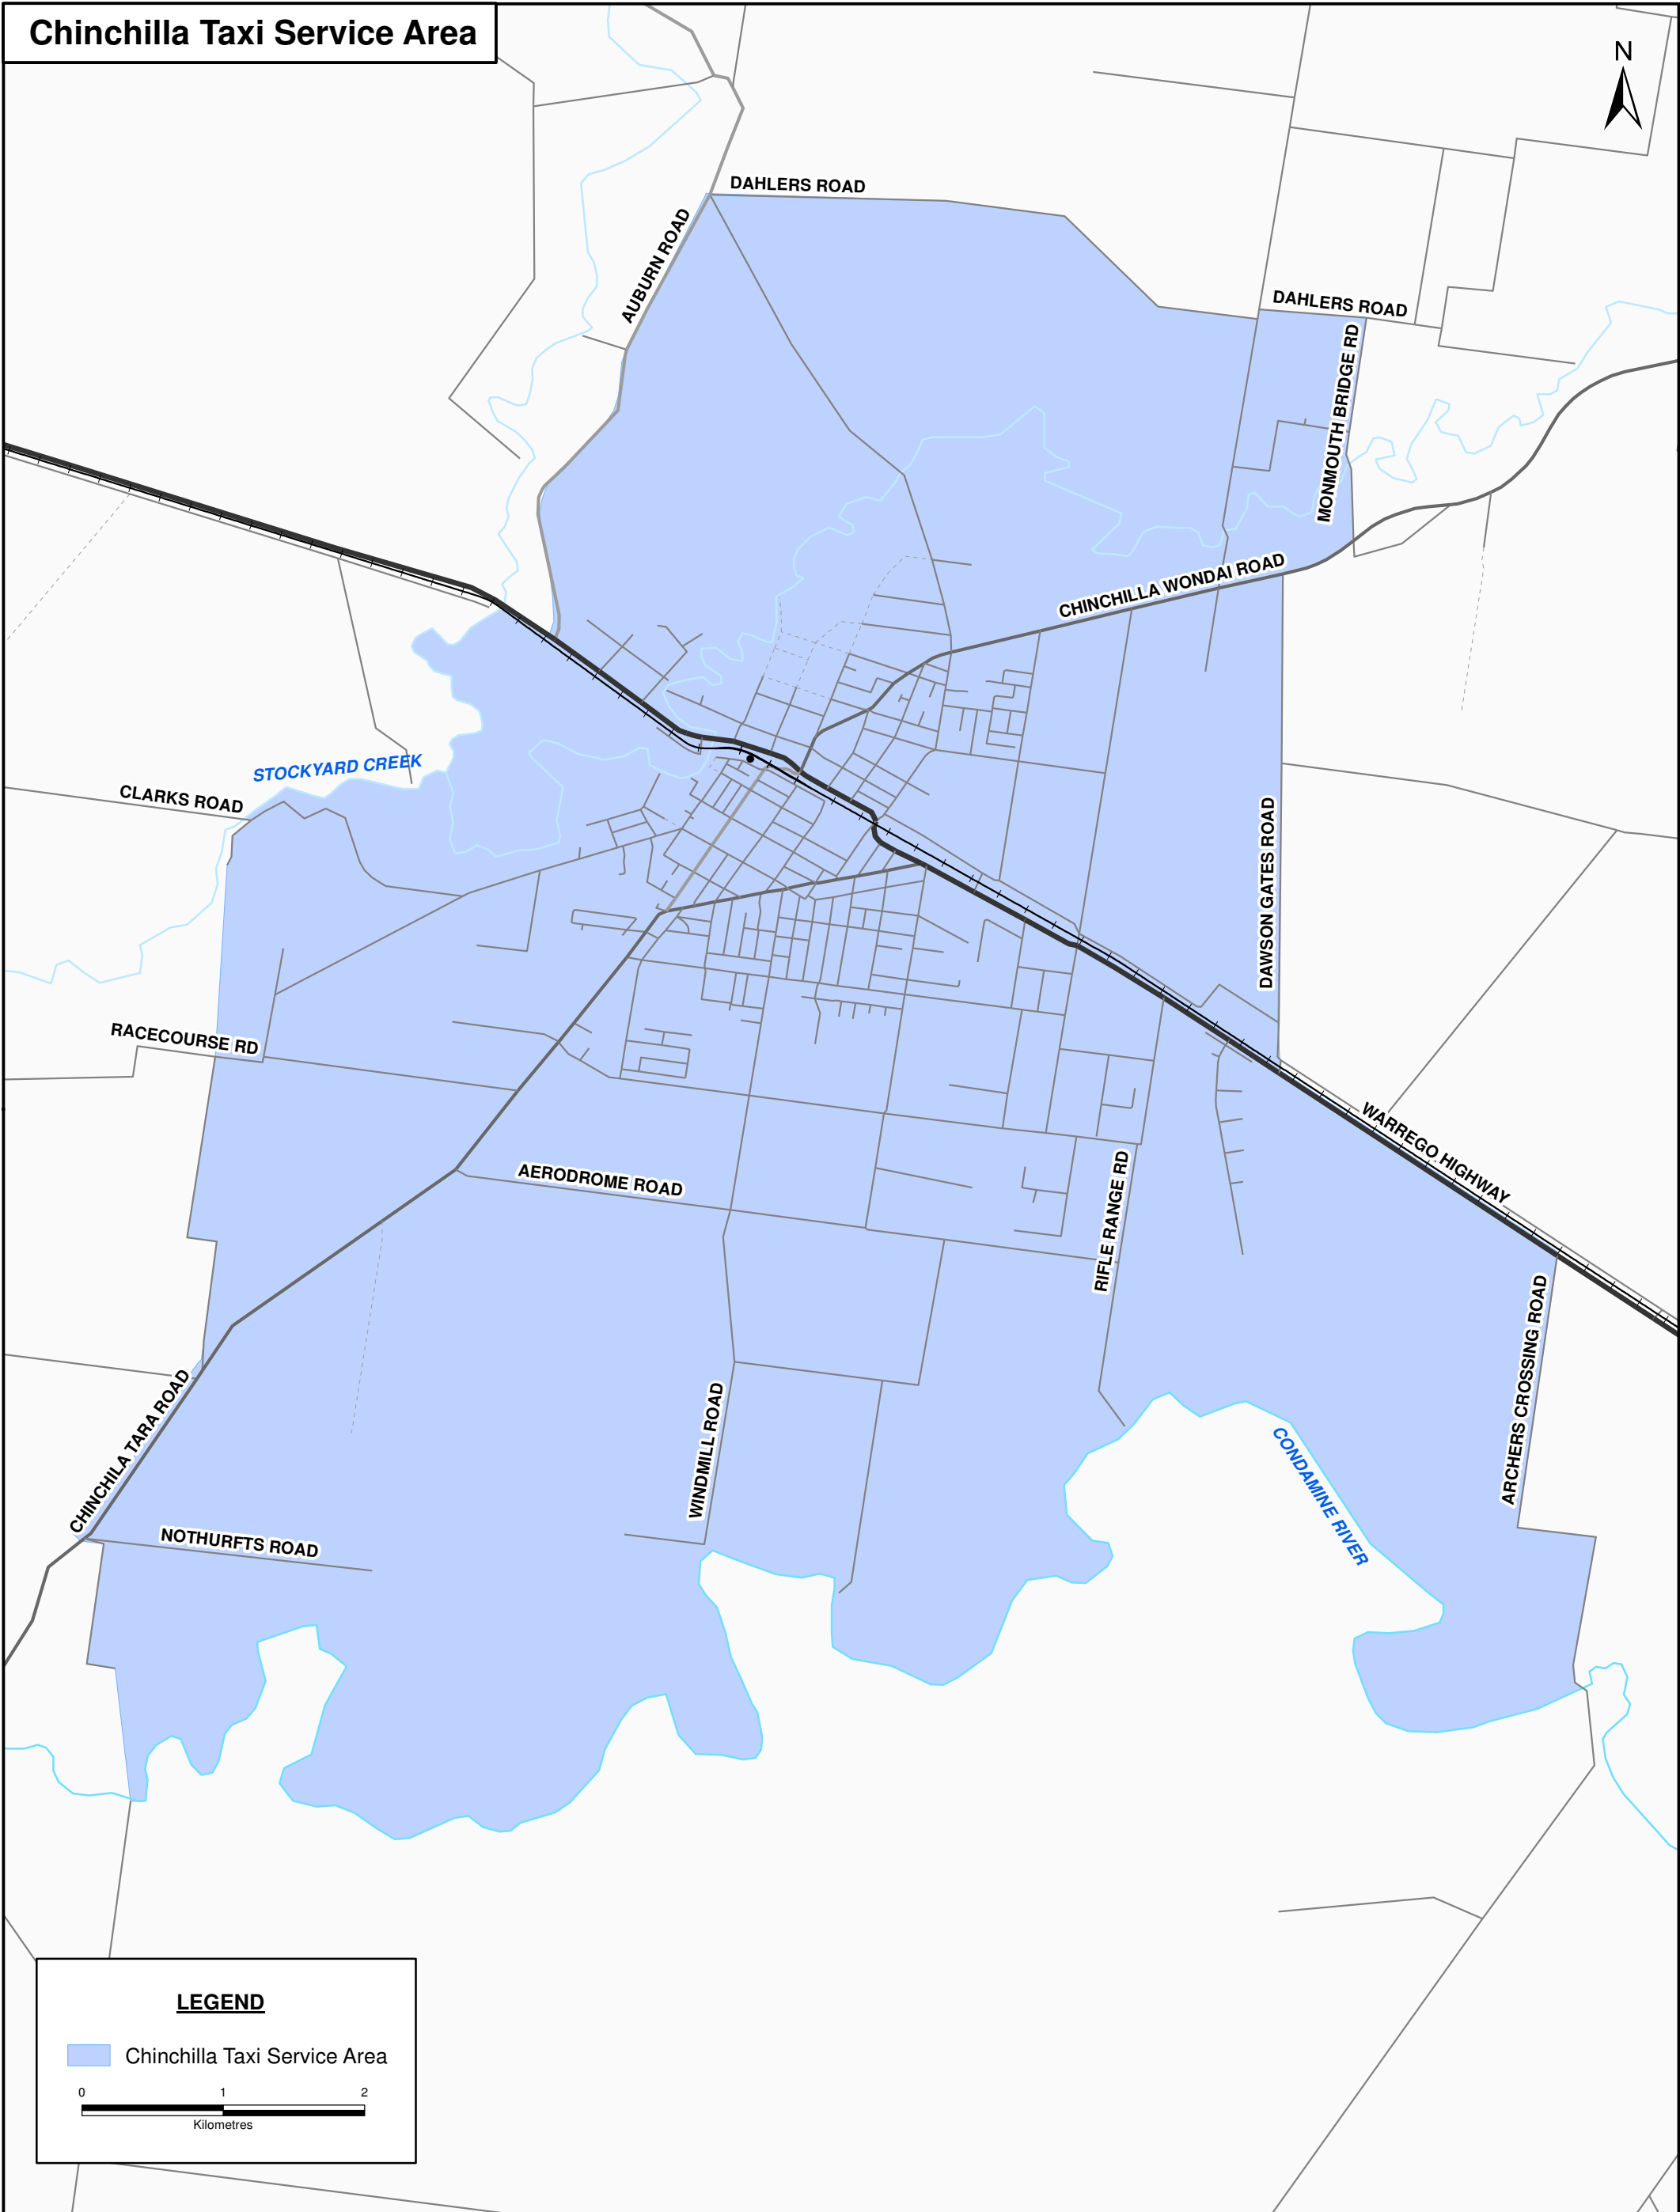 Chinchilla Taxi Service Area
N
DAHLERS ROAD
AUBURN ROAD
DAHLERS ROAD
MONMOUTH BRIDGE RD
CHINCHILLA WONDAI ROAD
STOCKYARD CREEK
CLARKS ROAD
DAWSON GATES ROAD
RACECOURSE RD
WARREGO HIGHWAY
AERODROME ROAD
RIFLE RANGE RD
ARCHERS CROSSING ROAD
CHINCHILA TARA ROAD
WINDMILL ROAD
CONDAMINE RIVER
NOTHURFTS ROAD
LEGEND
Chinchilla Taxi Service Area
0 1 2
Kilometres